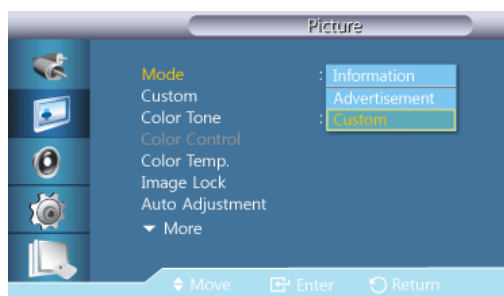 Picture
Mode : Information
Custom Advertisement
Color Tone : Custom
Color Control
Color Temp.
Image Lock
Auto Adjustment
More
Move Enter Return